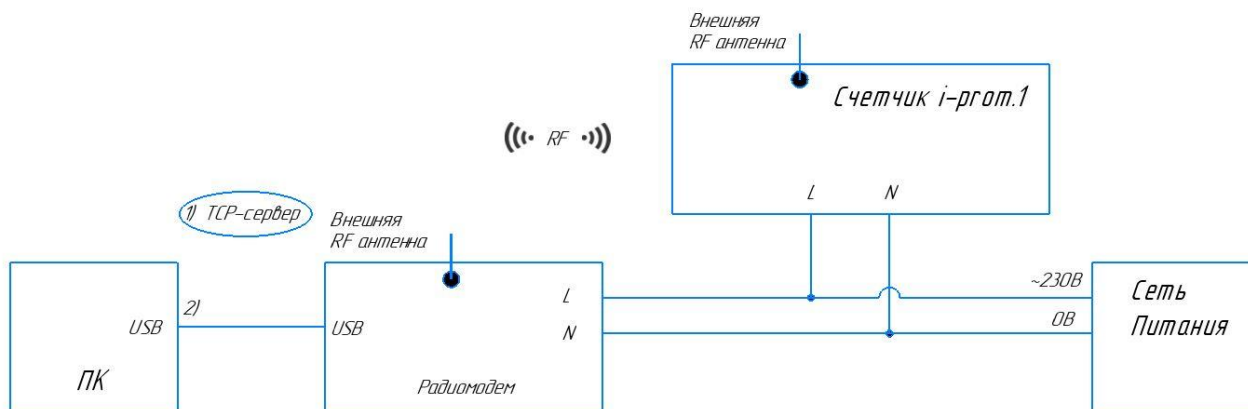 Внешняя
RF антенна
Счетчик i-prom.1
RF
L
N
1) TCP-сервер
Внешняя
RF антенна
2)
USB
ПК
USB
L
N
Радиомодем
~230В
0В
Сеть
Питания